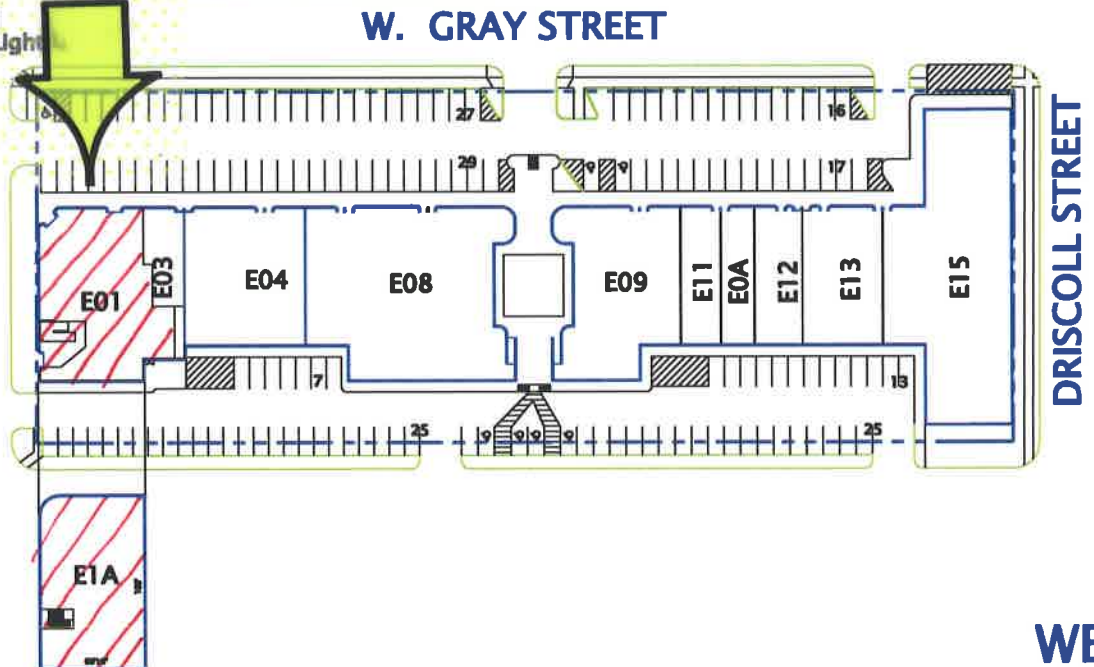 W. GRAY STREET
Light
27
16
29
9
9
17
DRISCOLL STREET
E01
E03
E04
E08
E09
E11
E0A
E12
E13
E15
7
13
25
9
9
9
9
25
E1A
WE